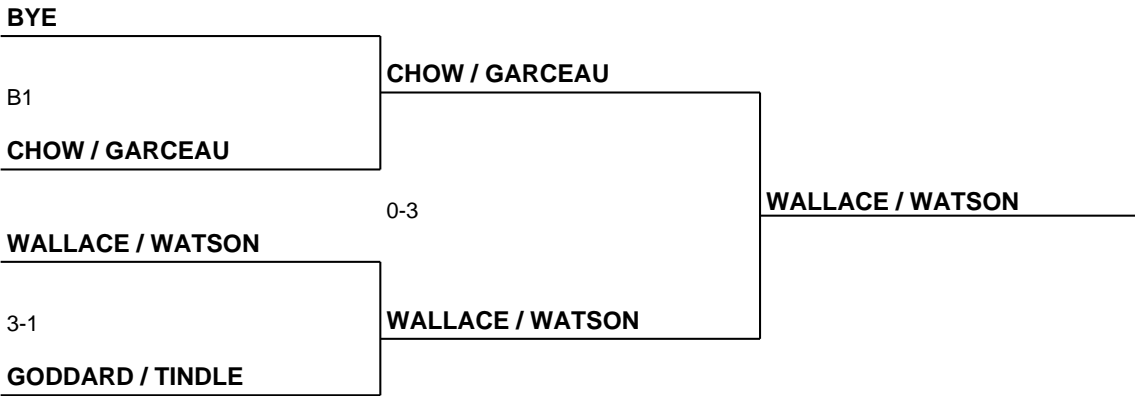 BYE
CHOW / GARCEAU
B1
CHOW / GARCEAU
0-3
WALLACE / WATSON
WALLACE / WATSON
3-1
WALLACE / WATSON
GODDARD / TINDLE